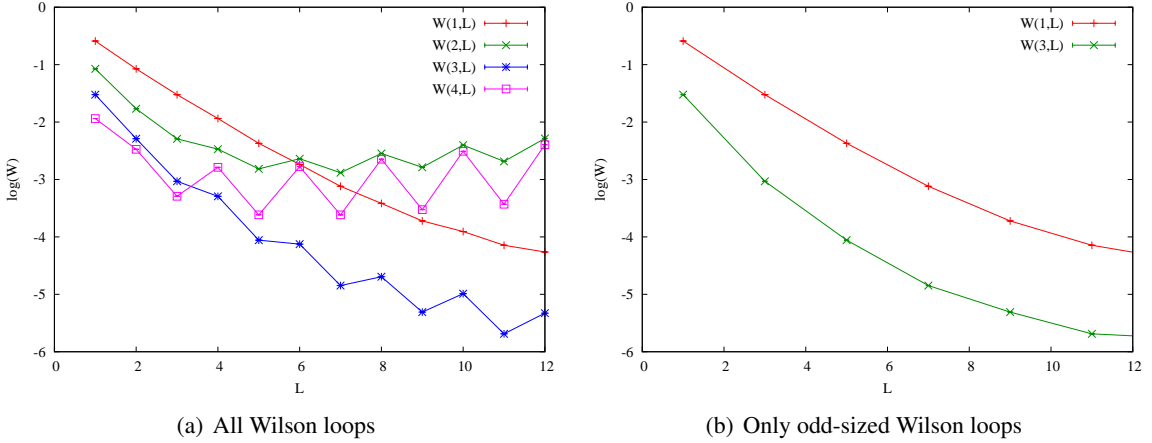 0
-1
-2
-3
-4
-5
-6
log(W)
0 2 4 6 8 10 12
L
W(1,L)
W(2,L)
W(3,L)
W(4,L)
(a) All Wilson loops
0
-1
-2
-3
-4
-5
-6
log(W)
0 2 4 6 8 10 12
L
W(1,L)
W(3,L)
(b) Only odd-sized Wilson loops